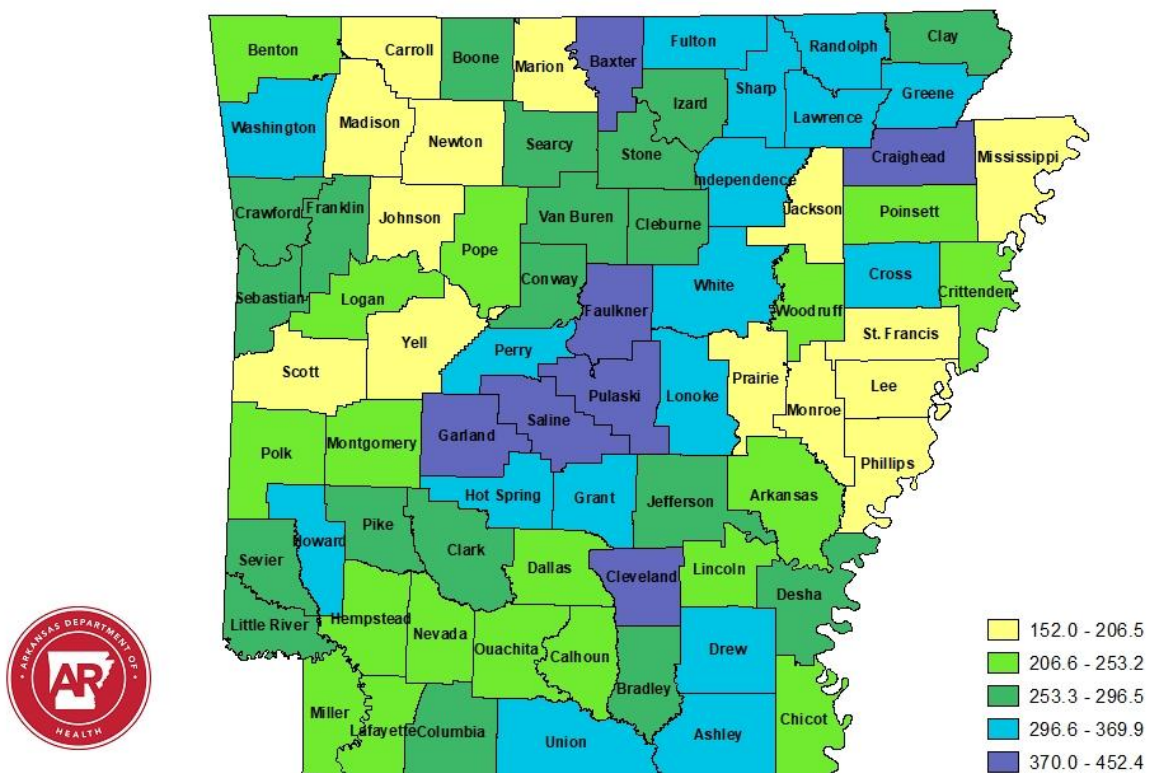 Benton
Carroll
Boone
Marion
Baxter
Fulton
Randolph
Clay
Sharp
Izard
Greene
Lawrence
Washington
Madison
Newton
Searcy
Stone
Independence
Craighead
Mississippi
Crawford
Franklin
Johnson
Pope
Van Buren
Cleburne
Jackson
Poinsett
Conway
Sebastian
Logan
Faulkner
White
Woodruff
Cross
Crittenden
Yell
Perry
St. Francis
Scott
Pulaski
Lonoke
Prairie
Lee
Monroe
Saline
Garland
Polk
Montgomery
Phillips
Hot Spring
Grant
Jefferson
Arkansas
Howard
Pike
Clark
Sevier
Dallas
Cleveland
Lincoln
Desha
Little River
Hempstead
Nevada
Ouachita
Calhoun
Drew
Bradley
Miller
Lafayette
Columbia
Union
Ashley
Chicot
ARKANSAS DEPARTMENT OF
AR
HEALTH
152.0 - 206.5
206.6 - 253.2
253.3 - 296.5
296.6 - 369.9
370.0 - 452.4